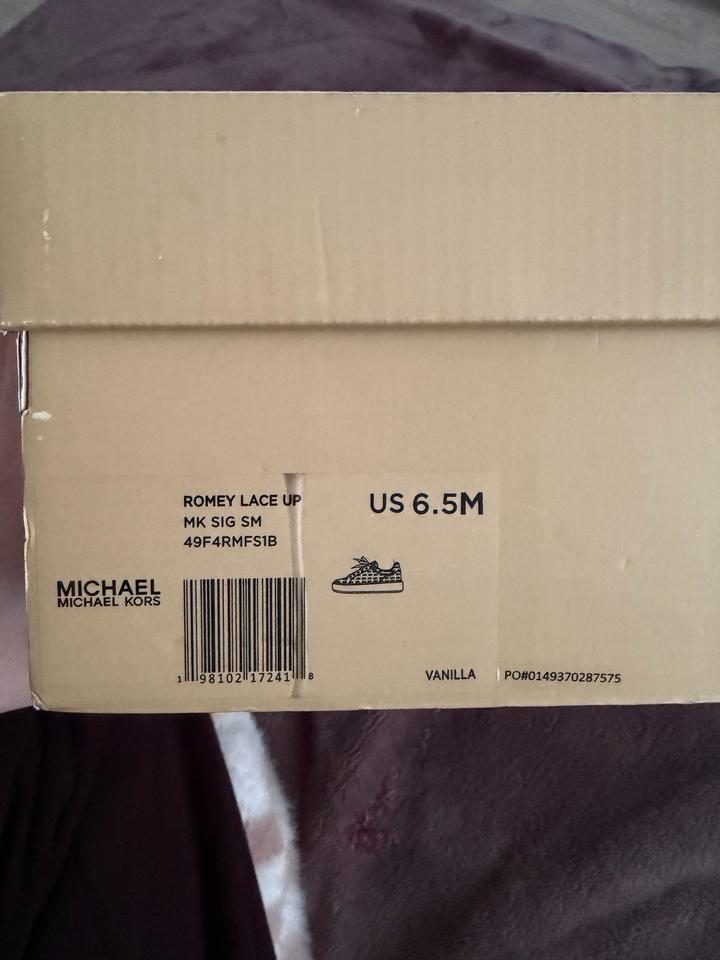 ROMEY LACE UP
MK SIG SM
49F4RMFS1B
US 6.5M
MICHAEL
MICHAEL KORS
1 98102 17241 8
VANILLA
PO#0149370287575